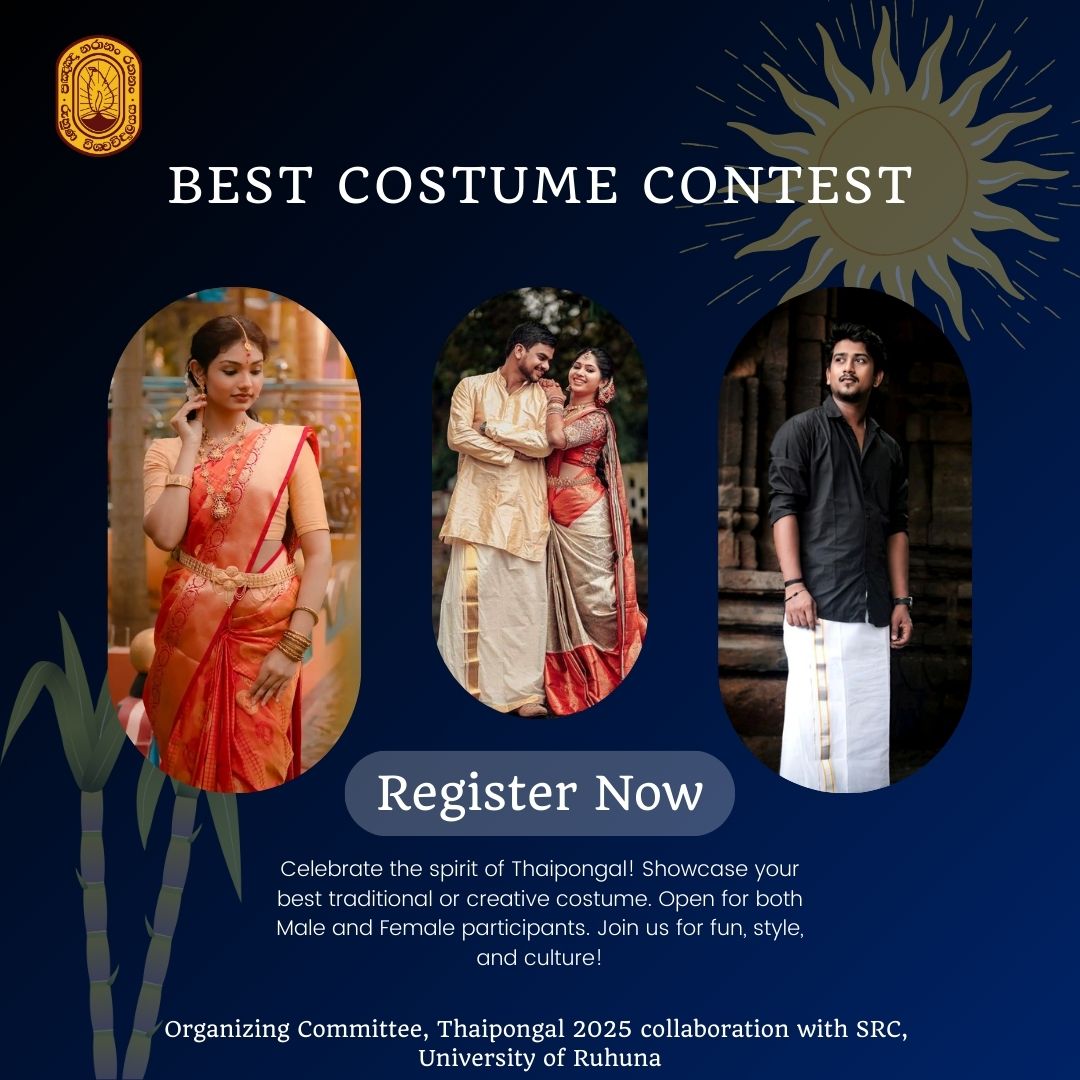 BEST COSTUME CONTEST
Register Now
Celebrate the spirit of Thaipongal! Showcase your
best traditional or creative costume. Open for both
Male and Female participants. Join us for fun, style,
and culture!
Organizing Committee, Thaipongal 2025 collaboration with SRC,
University of Ruhuna